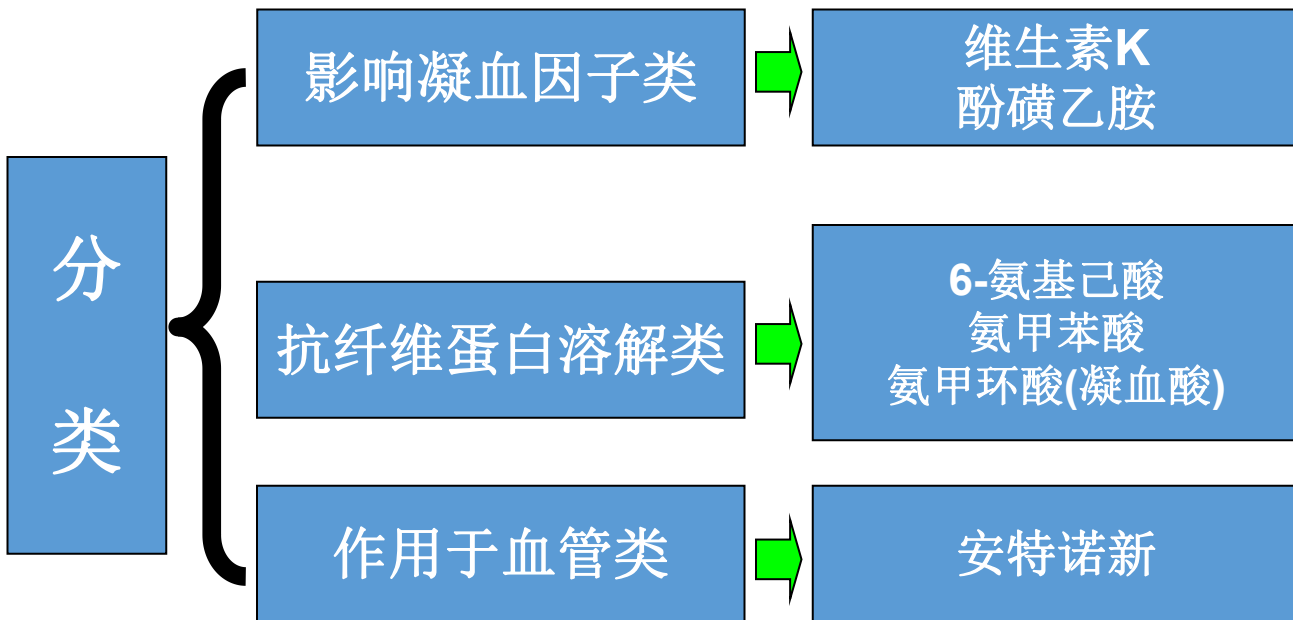 分
类
影响凝血因子类
维生素K
酚磺乙胺
抗纤维蛋白溶解类
6-氨基己酸
氨甲苯酸
氨甲环酸(凝血酸)
作用于血管类
安特诺新